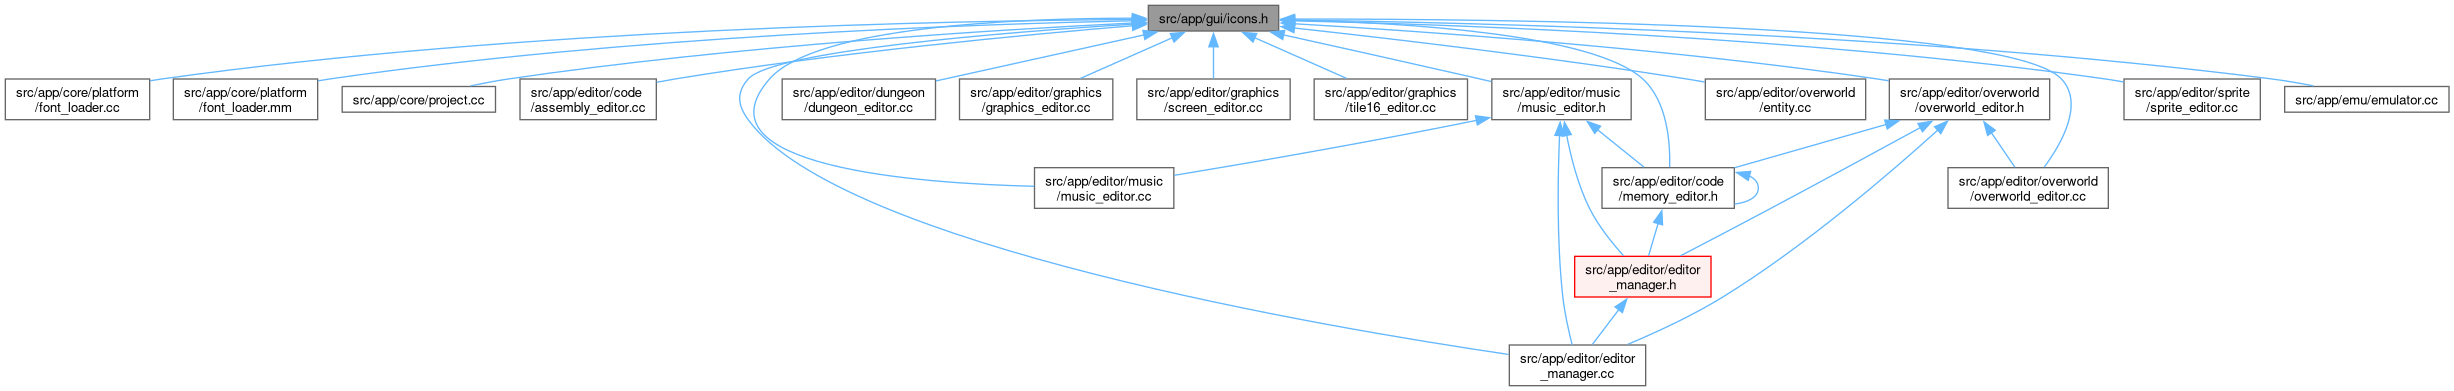 src/app/gui/icons.h
src/app/core/platform
/font_loader.cc
src/app/core/platform
/font_loader.mm
src/app/core/project.cc
src/app/editor/code
/assembly_editor.cc
src/app/editor/dungeon
/dungeon_editor.cc
src/app/editor/graphics
/graphics_editor.cc
src/app/editor/graphics
/screen_editor.cc
src/app/editor/graphics
/tile16_editor.cc
src/app/editor/music
/music_editor.h
src/app/editor/overworld
/entity.cc
src/app/editor/overworld
/overworld_editor.h
src/app/editor/sprite
/sprite_editor.cc
src/app/emu/emulator.cc
src/app/editor/music
/music_editor.cc
src/app/editor/code
/memory_editor.h
src/app/editor/overworld
/overworld_editor.cc
src/app/editor/editor
_manager.h
src/app/editor/editor
_manager.cc